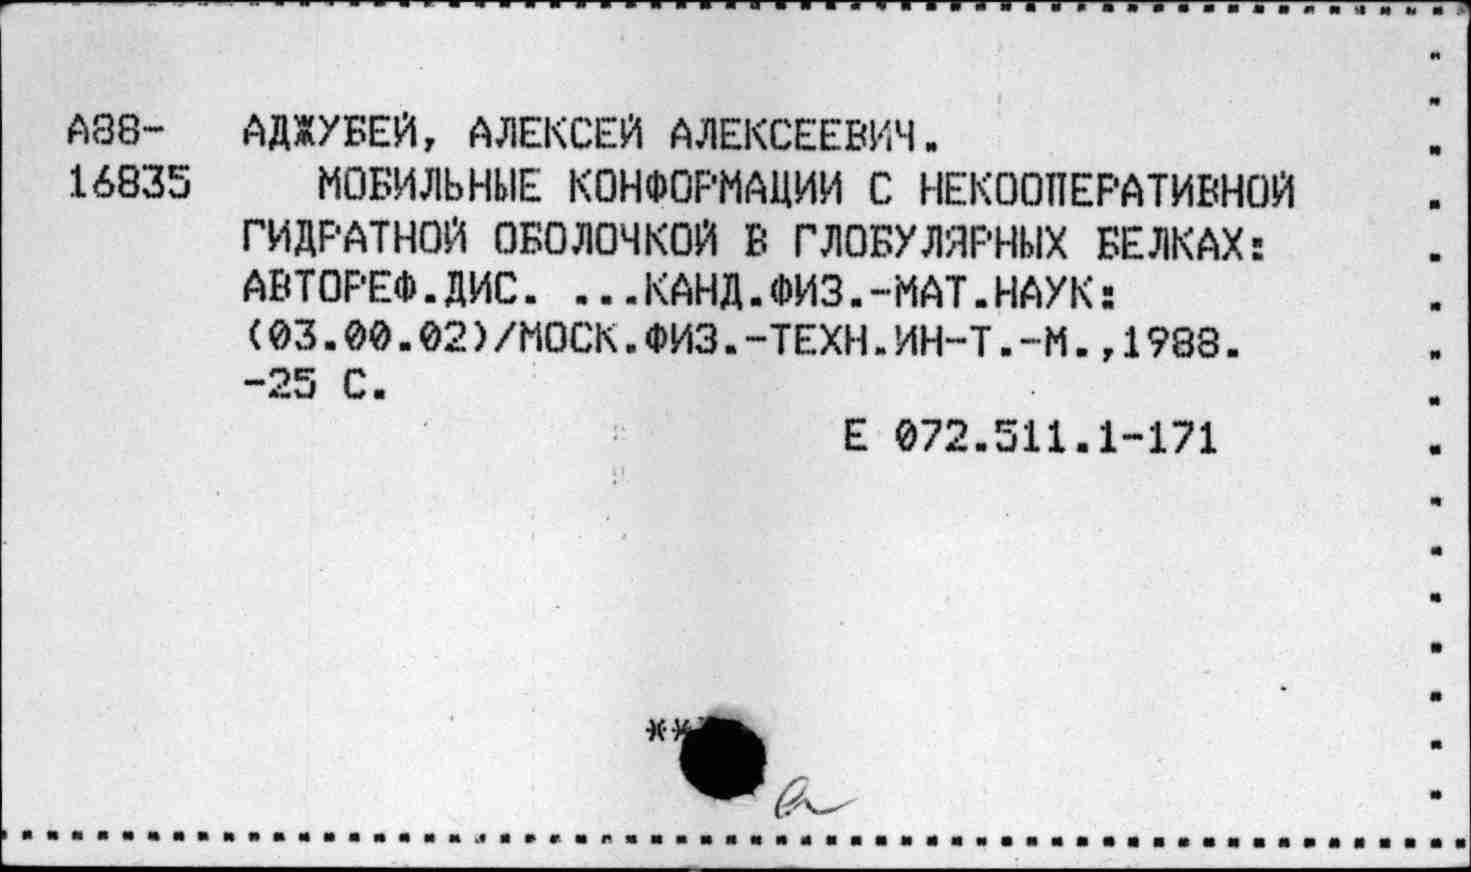 А88- АДЖУБЕЙ, АЛЕКСЕЙ АЛЕКСЕЕВИЧ.
16835 МОБИЛЬНЫЕ КОНФОРМАЦИИ С НЕКООПЕРАТИВНОЙ
ГИДРАТНОЙ ОБОЛОЧКОЙ В ГЛОБУЛЯРНЫХ БЕЛКАХ:
АВТОРЕФ.ДИС. ...КАНД.ФИЗ.-МАТ.НАУК:
(03.00.02)/МОСК.ФИЗ.-ТЕХН.ИН-Т.-М.,1988.
-25 С.
Е 072.511.1-171
**